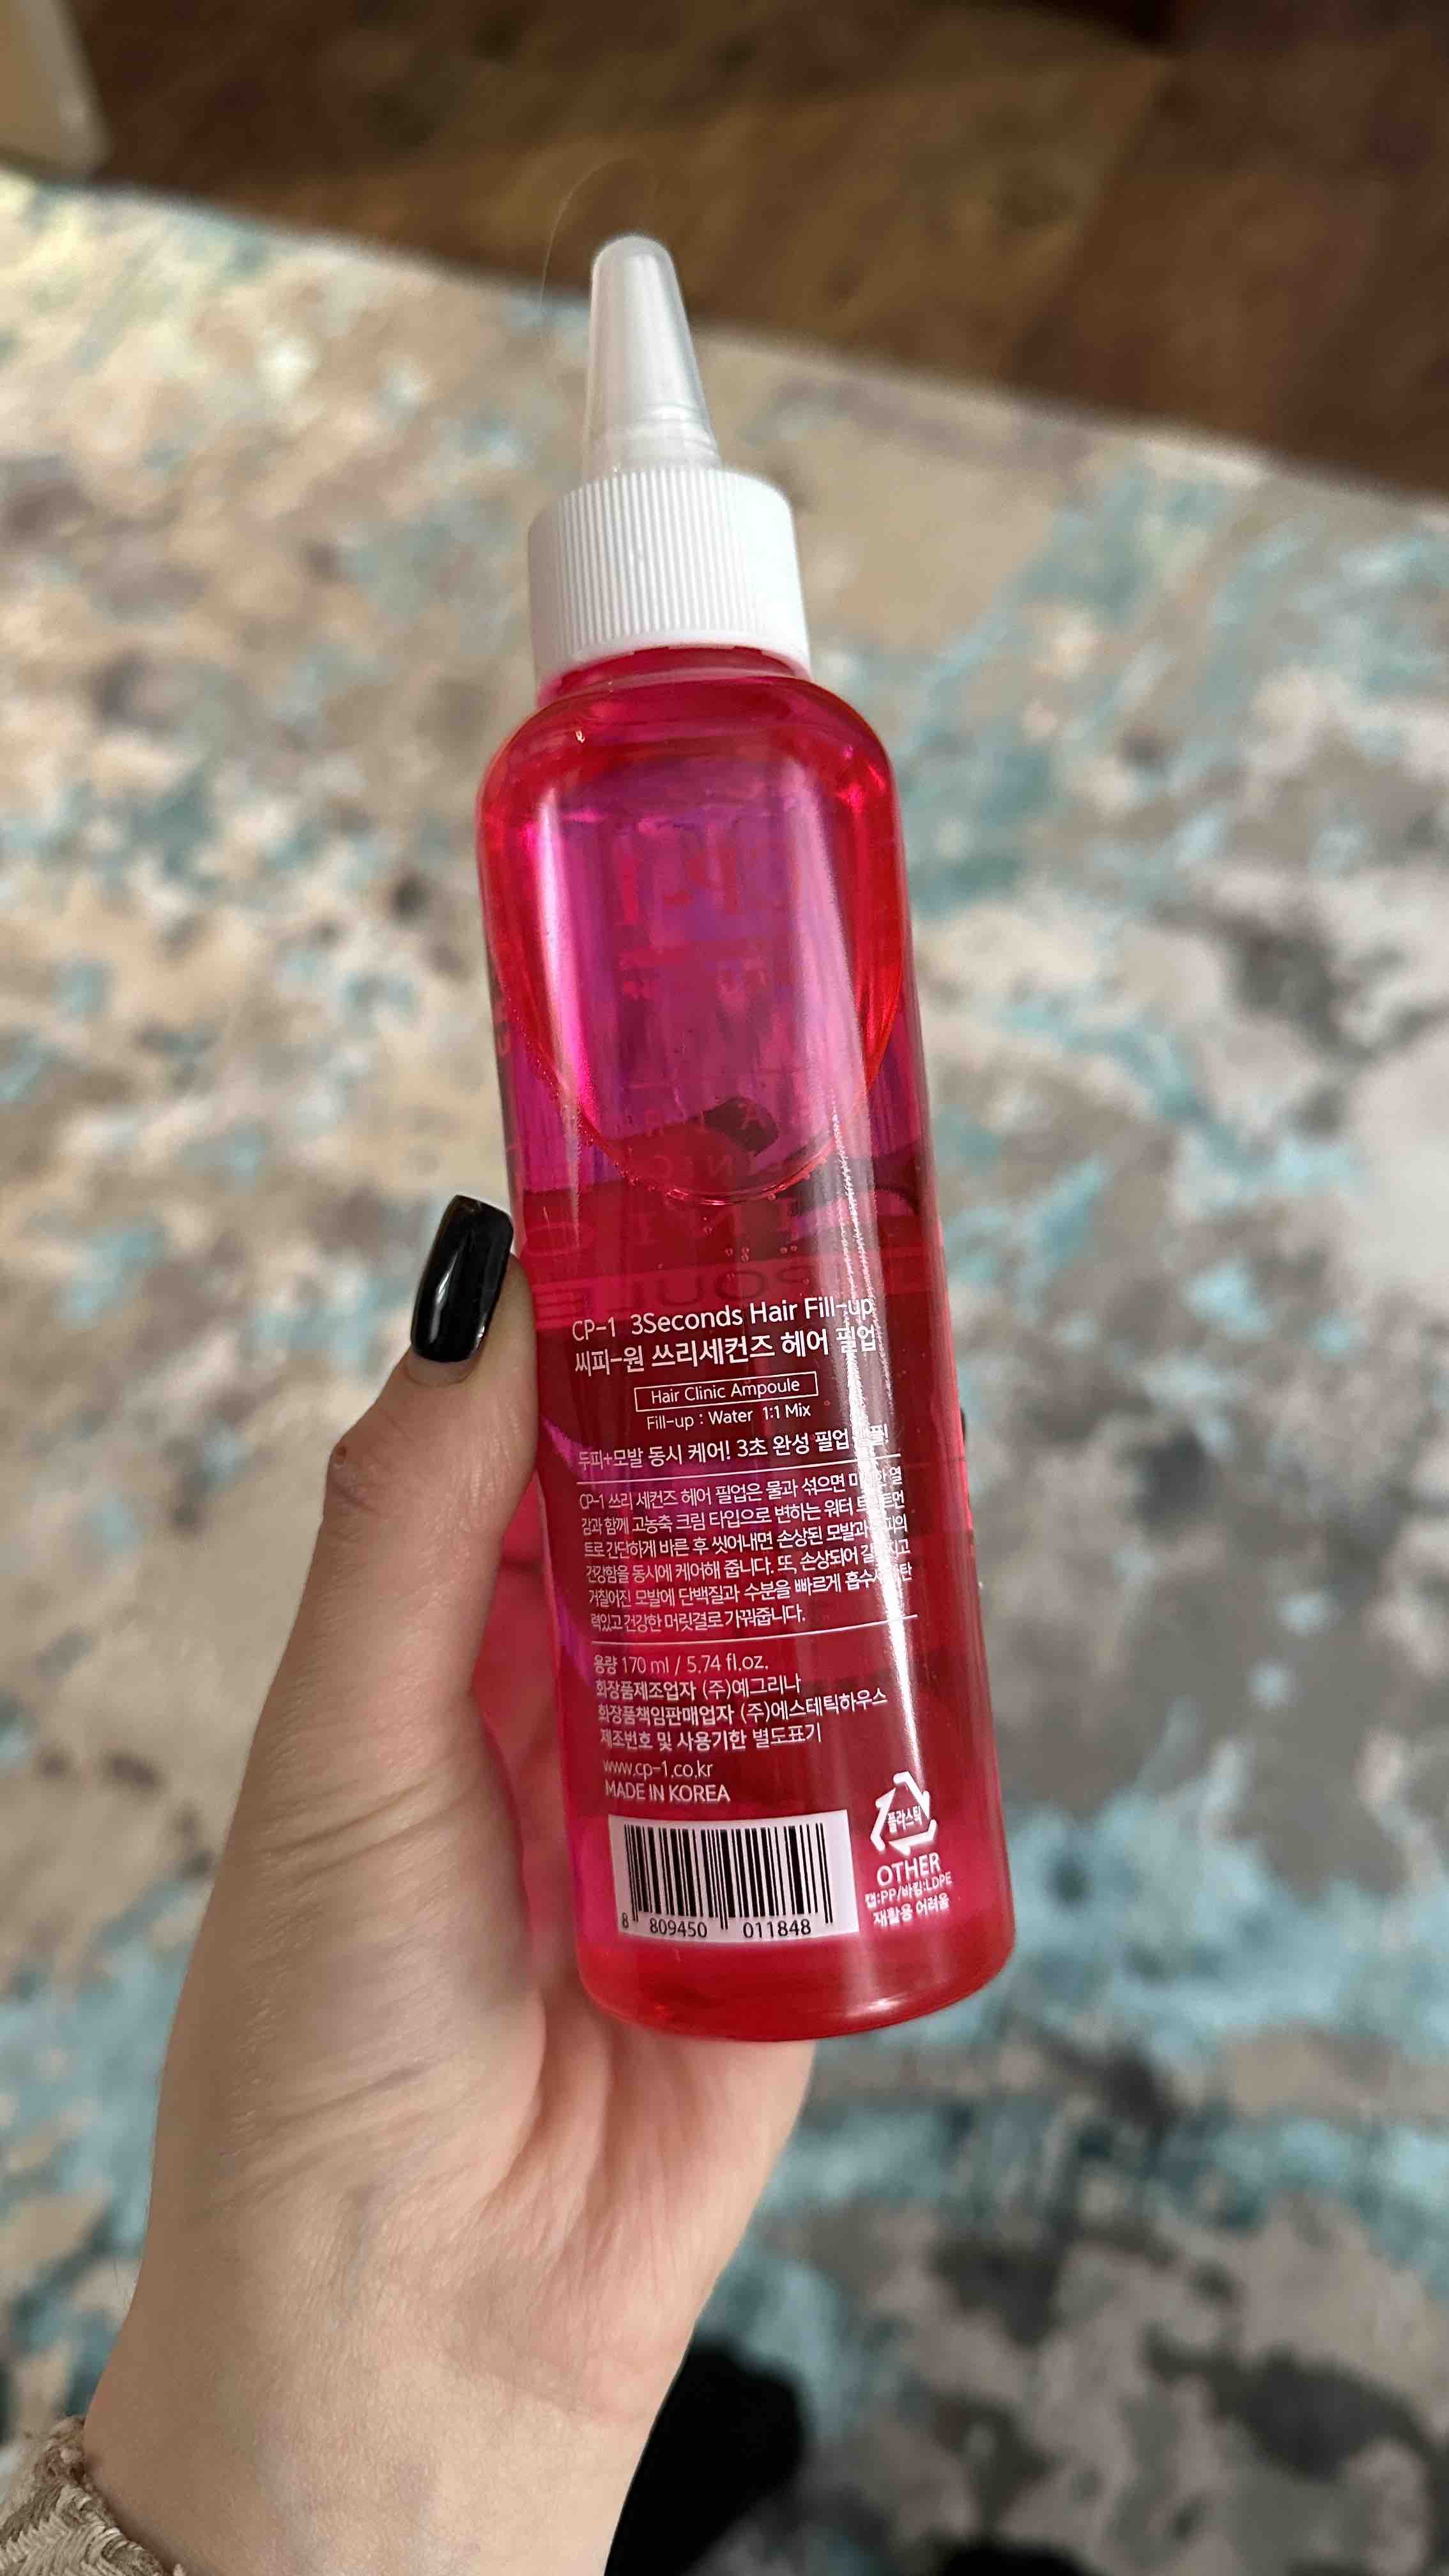 CP-1 3Seconds Hair Fill-up
씨피-원 쓰리세컨즈 헤어 필업
Hair Clinic Ampoule
Fill-up : Water 1:1 Mix
두피+모발 동시 케어! 3초 완성 필업
CP-1 쓰리 세컨즈 헤어 필업은 물과 섞으면 열
감과 함께 고농축 크림 타입으로 변하는 워터
트로 간단하게 바른 후 씻어내면 손상된 모발과
건강함을 동시에 케어해 줍니다. 또, 손상되어
거칠어진 모발에 단백질과 수분을 빠르게
력있고 건강한 머릿결로 가꿔줍니다.
용량 170 ml / 5.74 fl.oz.
화장품제조업자 (주)예그리나
화장품책임판매업자 (주)에스테틱하우스
제조번호 및 사용기한 별도표기
www.cp-1.co.kr
MADE IN KOREA
8 809450 011848
플라스틱
OTHER
캡:PP/바킹:LDPE
재활용 어려움